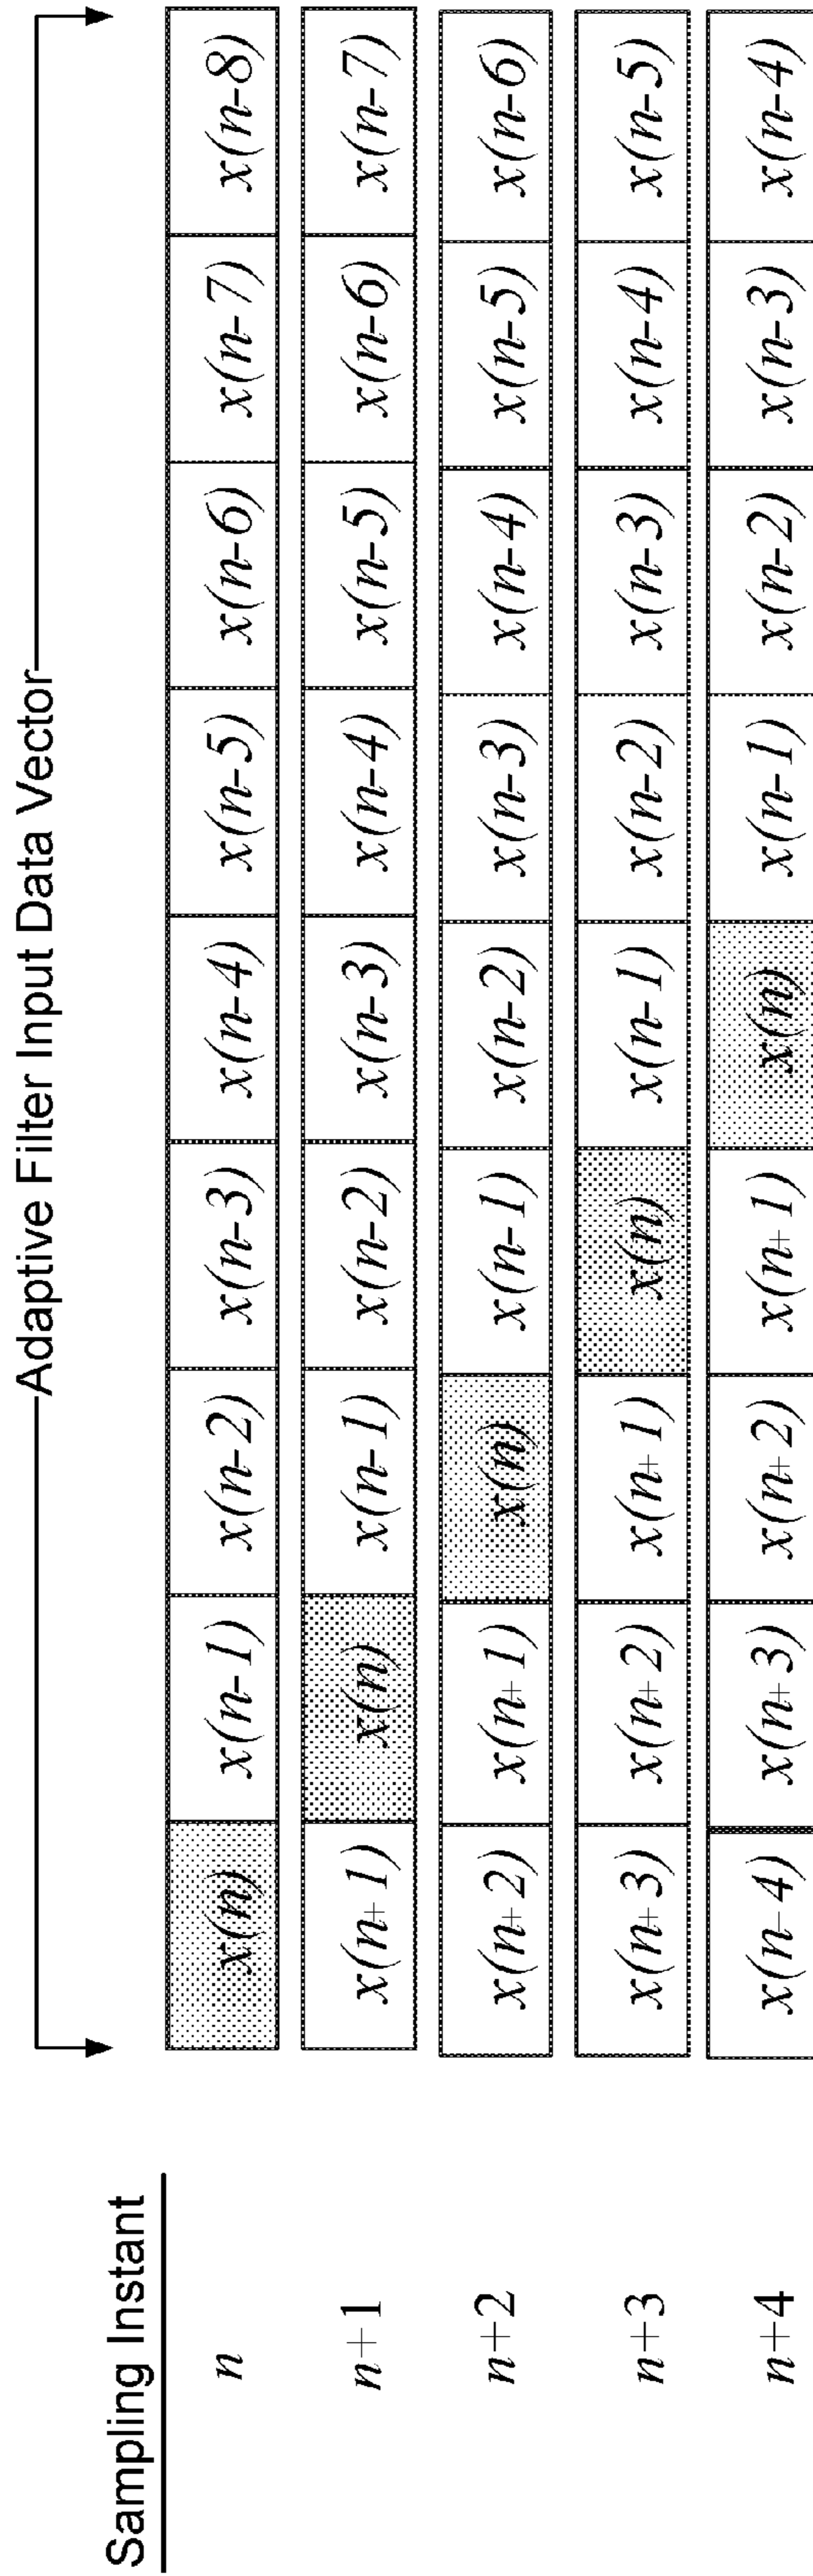 Adaptive Filter Input Data Vector
Sampling Instant
n x(n) x(n-1) x(n-2) x(n-3) x(n-4) x(n-5) x(n-6) x(n-7) x(n-8)
n+1 x(n+1) x(n) x(n-1) x(n-2) x(n-3) x(n-4) x(n-5) x(n-6) x(n-7)
n+2 x(n+2) x(n+1) x(n) x(n-1) x(n-2) x(n-3) x(n-4) x(n-5) x(n-6)
n+3 x(n+3) x(n+2) x(n+1) x(n) x(n-1) x(n-2) x(n-3) x(n-4) x(n-5)
n+4 x(n-4) x(n+3) x(n+2) x(n+1) x(n) x(n-1) x(n-2) x(n-3) x(n-4)